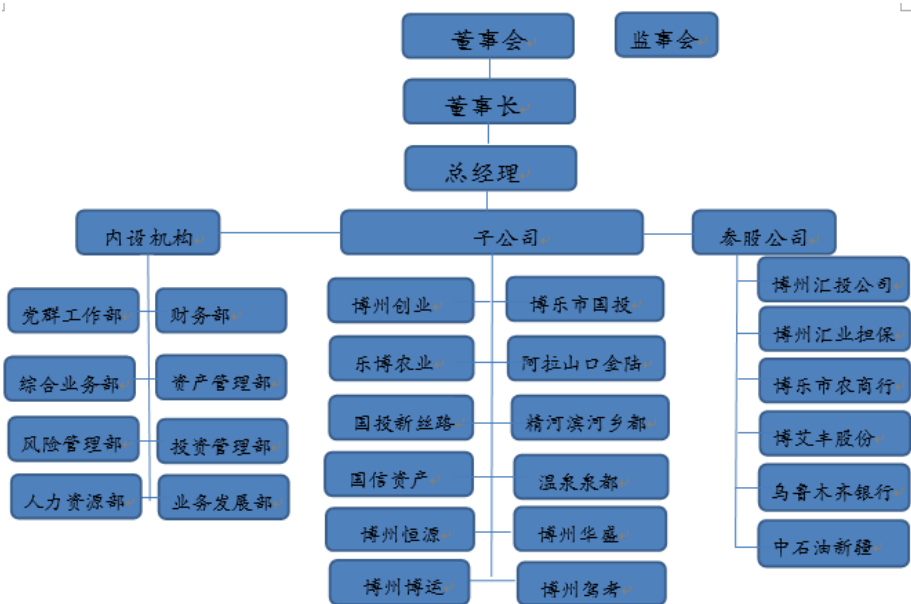 董事会
监事会
董事长
总经理
内设机构
子公司
参股公司
党群工作部
财务部
综合业务部
资产管理部
风险管理部
投资管理部
人力资源部
业务发展部
博州创业
博乐市国投
乐博农业
阿拉山口金陆
国投新丝路
精河滨河乡都
国信资产
温泉泉都
博州恒源
博州华盛
博州博运
博州驾考
博州汇投公司
博州汇业担保
博乐市农商行
博艾丰股份
乌鲁木齐银行
中石油新疆